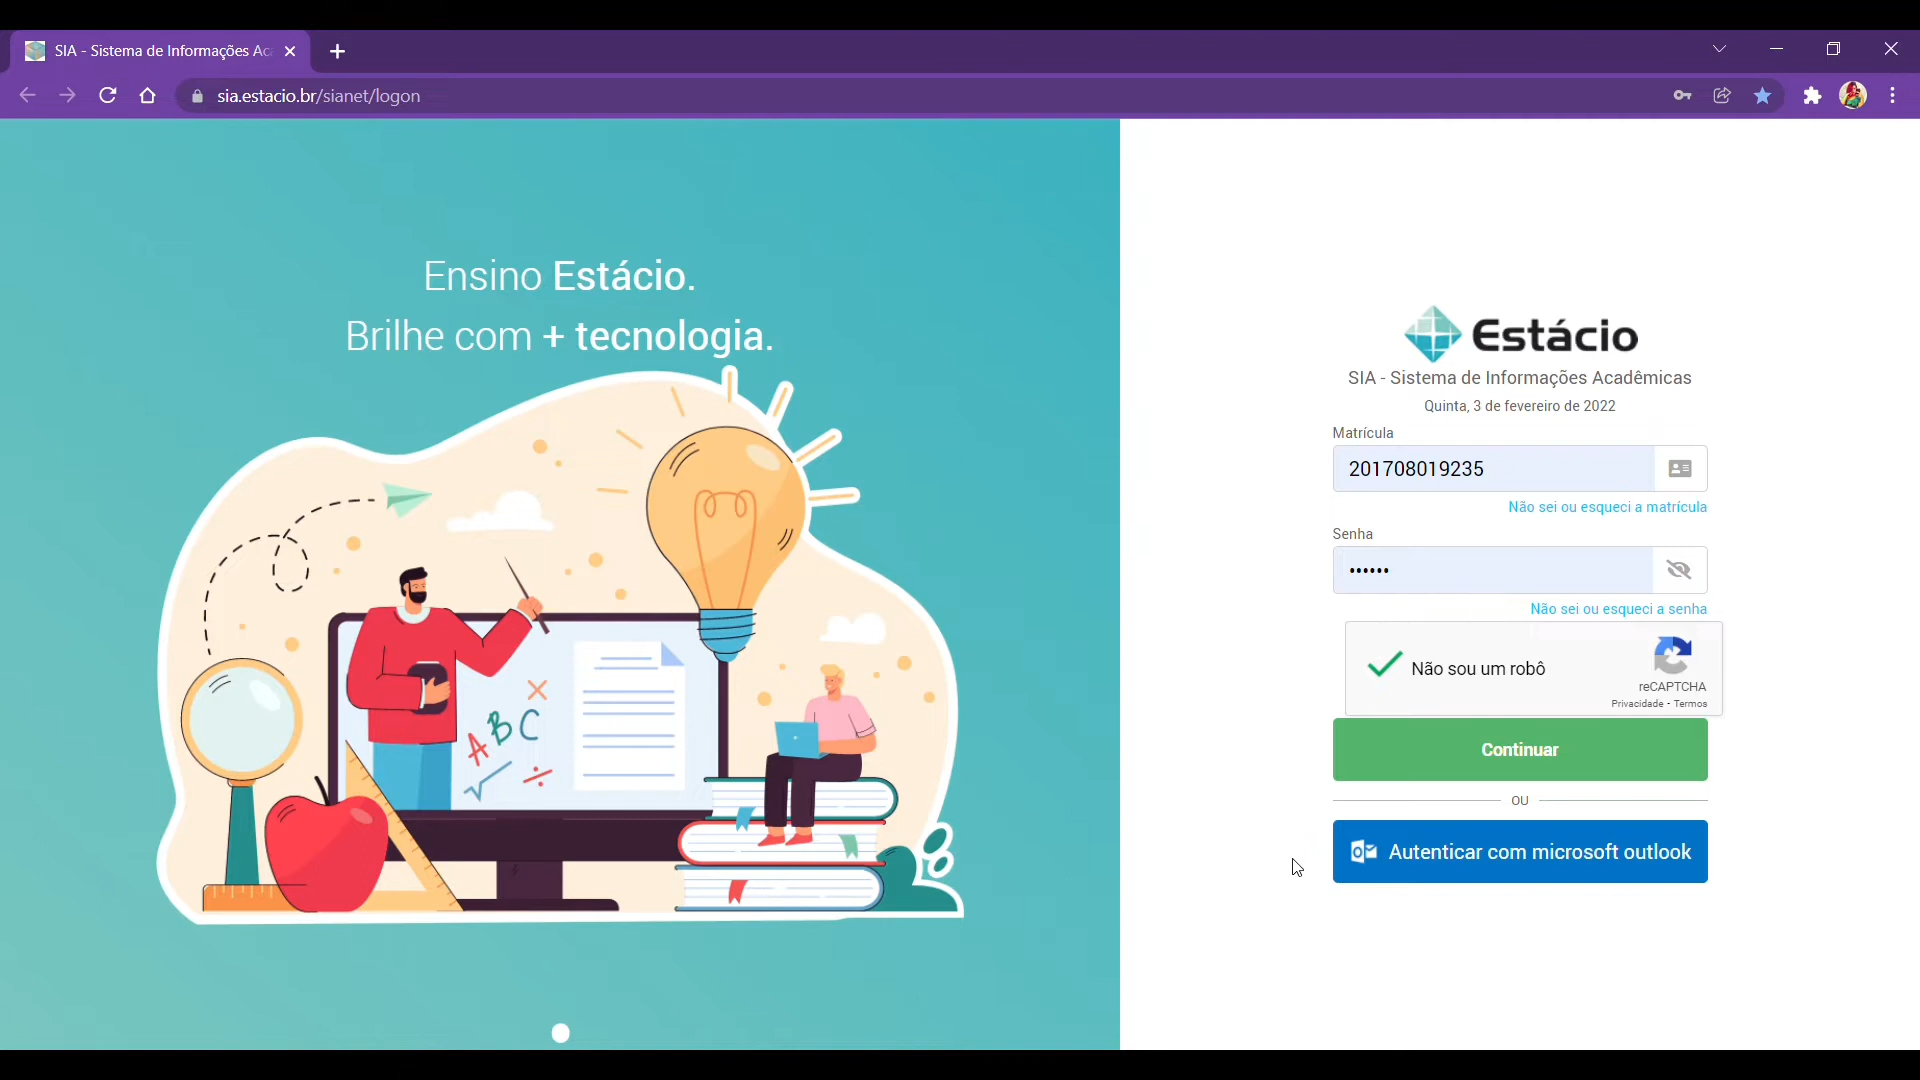 SIA - Sistema de Informações Ac
sia.estacio.br/sianet/logon
Ensino Estácio.
Brilhe com + tecnologia.
A B C
Estácio
SIA - Sistema de Informações Acadêmicas
Quinta, 3 de fevereiro de 2022
Matrícula
201708019235
Não sei ou esqueci a matrícula
Senha
••••••
Não sei ou esqueci a senha
Não sou um robô
reCAPTCHA
Privacidade - Termos
Continuar
OU
Autenticar com microsoft outlook